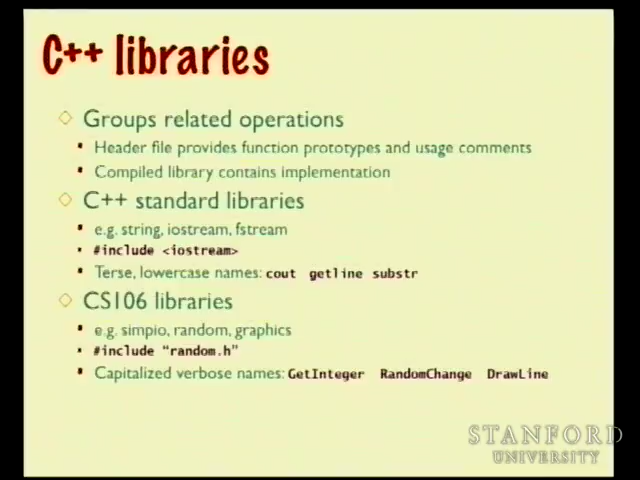 C++ libraries
Groups related operations
Header file provides function prototypes and usage comments
Compiled library contains implementation
C++ standard libraries
e.g. string, iostream, fstream
#include <iostream>
Terse, lowercase names: cout getline substr
CS106 libraries
e.g. simpio, random, graphics
#include "random.h"
Capitalized verbose names: GetInteger RandomChange DrawLine
STANFORD
UNIVERSITY